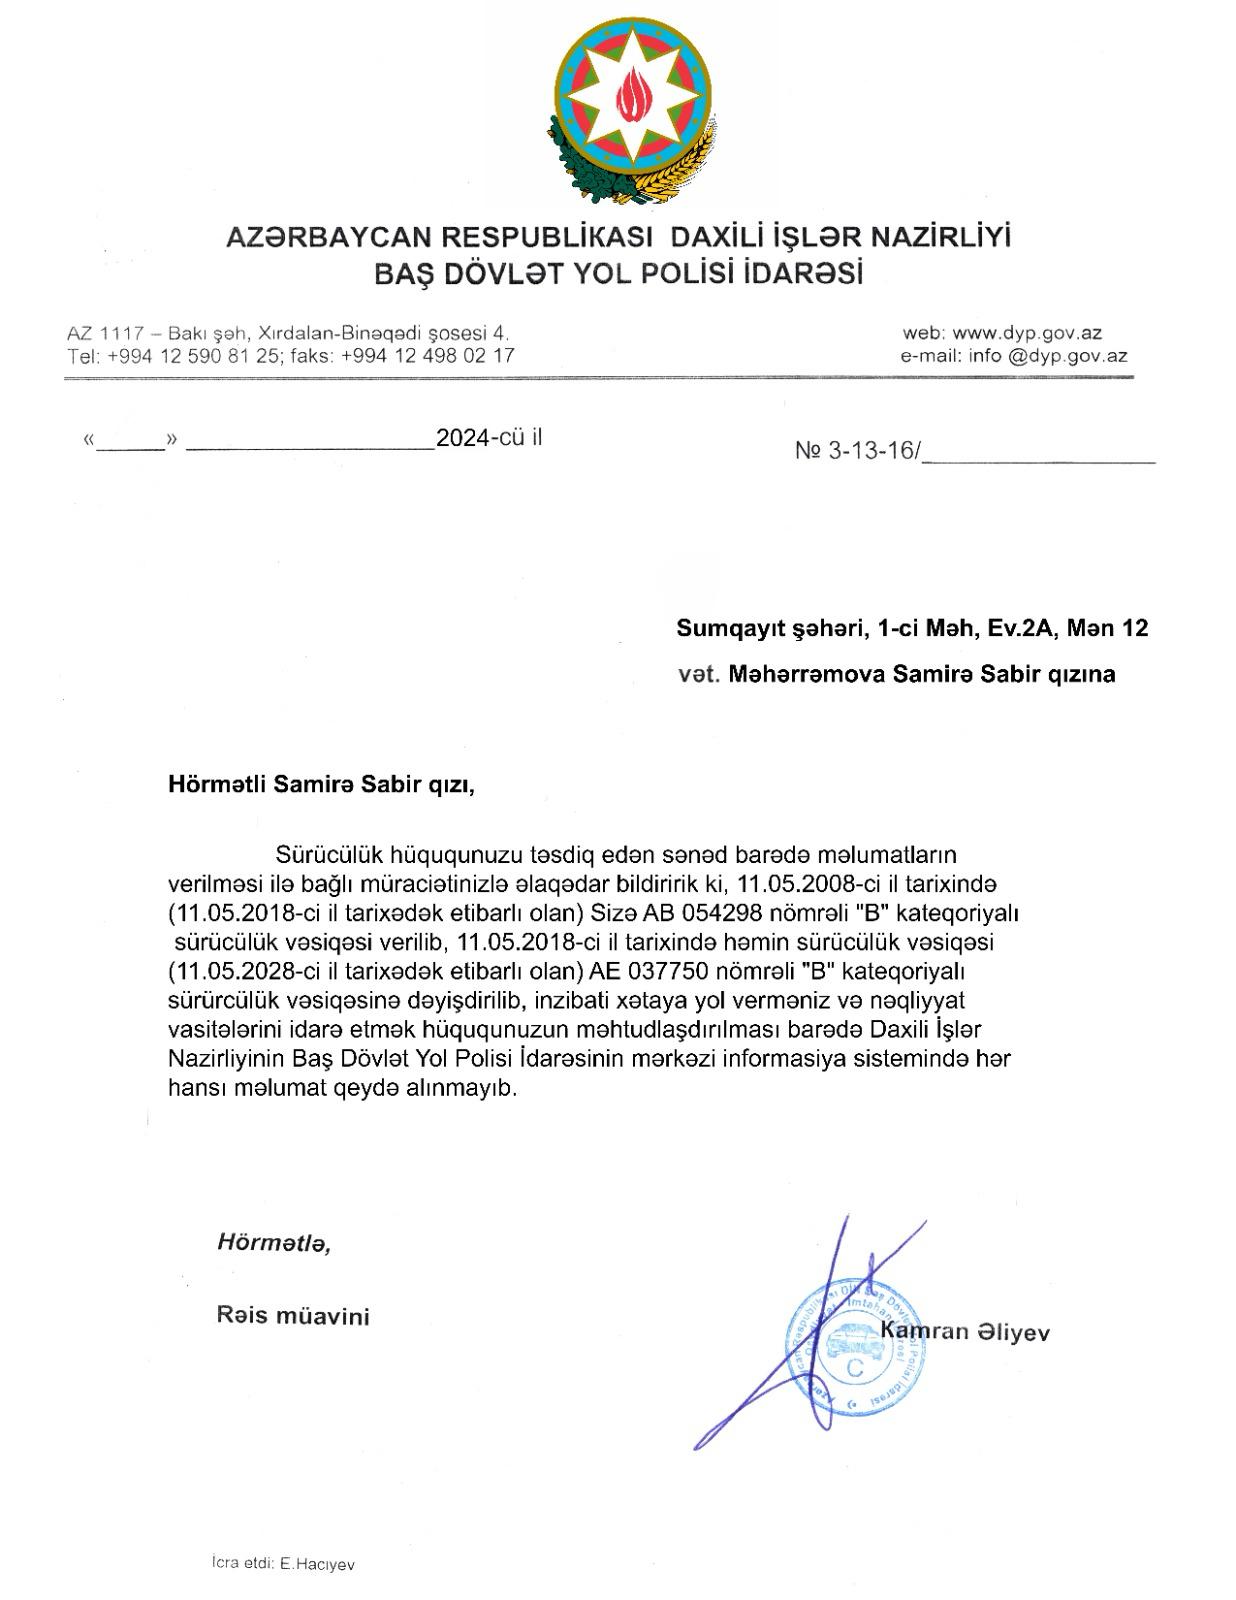 AZƏRBAYCAN RESPUBLİKASI DAXİLİ İŞLƏR NAZİRLİYİ
BAŞ DÖVLƏT YOL POLİSİ İDARƏSİ
AZ 1117 – Bakı şəh, Xırdalan-Binəqədi şosesi 4.
Tel: +994 12 590 81 25; faks: +994 12 498 02 17
web: www.dyp.gov.az
e-mail: info @dyp.gov.az
«_____» __________________2024-cü il
№ 3-13-16/_________________
Sumqayıt şəhəri, 1-ci Məh, Ev.2A, Mən 12
vət. Məhərrəmova Samirə Sabir qızına
Hörmətli Samirə Sabir qızı,
Sürücülük hüququnuzu təsdiq edən sənəd barədə məlumatların
verilməsi ilə bağlı müraciətinizlə əlaqədar bildiririk ki, 11.05.2008-ci il tarixində
(11.05.2018-ci il tarixədək etibarlı olan) Sizə AB 054298 nömrəli "B" kateqoriyalı
sürücülük vəsiqəsi verilib, 11.05.2018-ci il tarixində həmin sürücülük vəsiqəsi
(11.05.2028-ci il tarixədək etibarlı olan) AE 037750 nömrəli "B" kateqoriyalı
sürürcülük vəsiqəsinə dəyişdirilib, inzibati xətaya yol verməniz və nəqliyyat
vasitələrini idarə etmək hüququnuzun məhtudlaşdırılması barədə Daxili İşlər
Nazirliyinin Baş Dövlət Yol Polisi İdarəsinin mərkəzi informasiya sistemində hər
hansı məlumat qeydə alınmayıb.
Hörmətlə,
Rəis müavini
Kamran Əliyev
Azərbaycan Respublikası DİN Baş Dövlət Yol Polisi İdarəsi
İmtahan
C
İcra etdi: E.Hacıyev